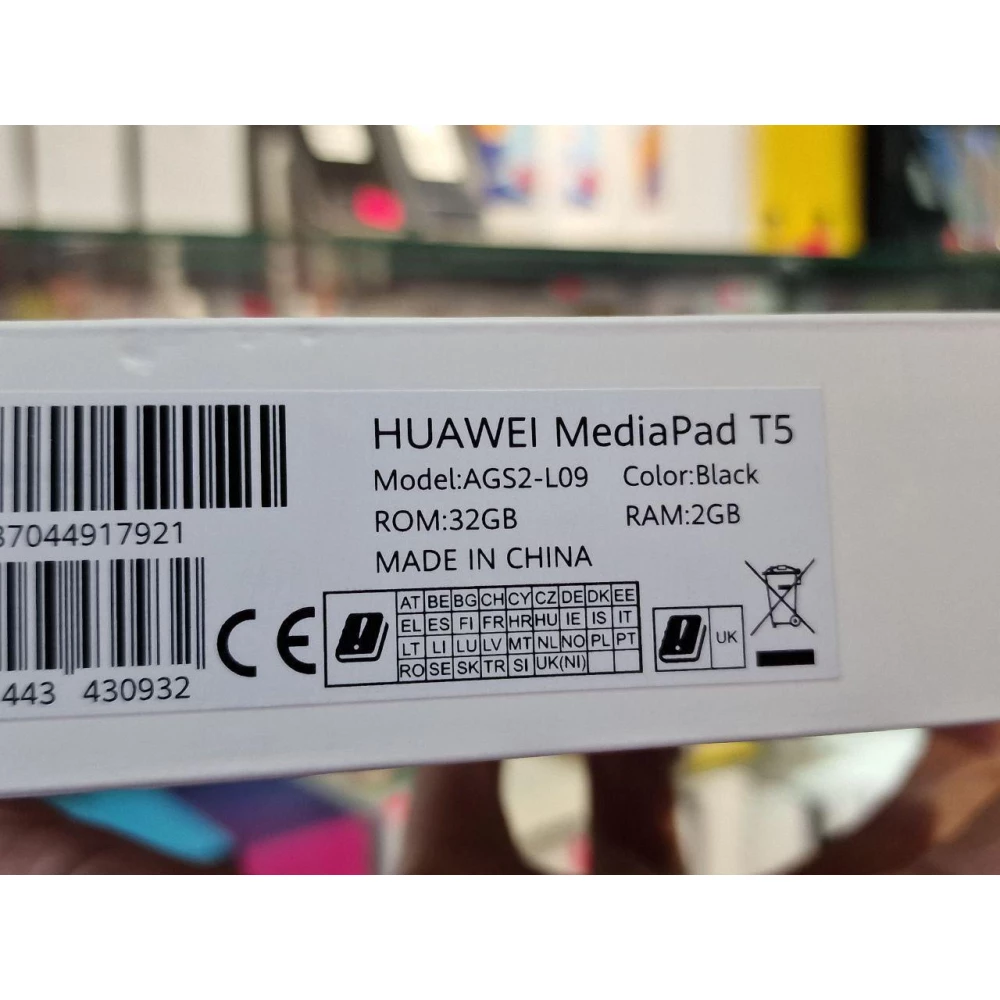 HUAWEI MediaPad T5
Model:AGS2-L09 Color:Black
ROM:32GB RAM:2GB
MADE IN CHINA
87044917921
443 430932
CE
AT BE BG CH CY CZ DE DK EE
EL ES FI FR HR HU IE IS IT
LT LI LU LV MT NL NO PL PT
RO SE SK TR SI UK(NI)
UK